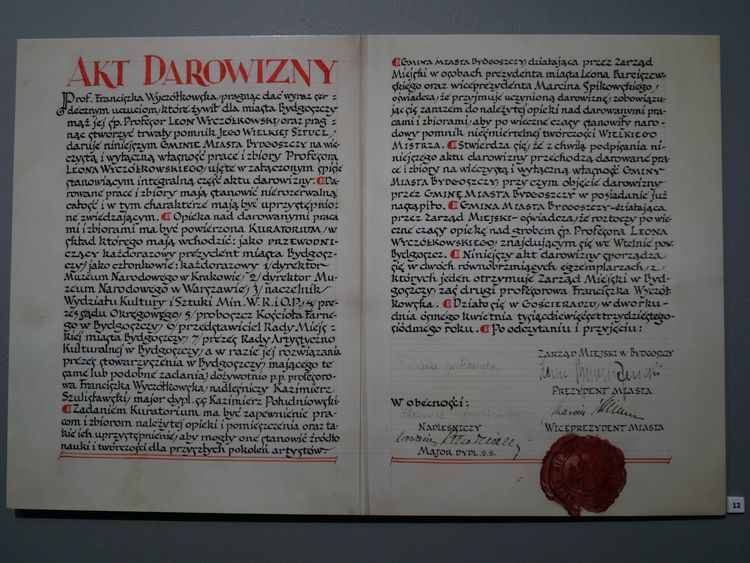 AKT DAROWIZNY
Prof. Franciszka Wyczółkowska, pragnąc dać wyraz ser=
decznym uczuciom, które żywił dla miasta Bydgoszczy
mąż jej śp. Profesor LEON WYCZÓŁKOWSKI, oraz prag=
nąc stworzyć trwały pomnik JEGO WIELKIEJ SZTUCE,
daruje niniejszym GMINIE MIASTA BYDGOSZCZY na wie=
czystą i wyłączną własność prace i zbiory PROFESORA
LEONA WYCZÓŁKOWSKIEGO, ujęte w załączonym spisie
stanowiącym integralną część aktu darowizny. Da=
rowane prace i zbiory mają stanowić nierozerwalną
całość i w tym charakterze mają być uprzystępnio=
ne zwiedzającym. Opieka nad darowanymi praca
mi i zbiorami ma być powierzona KURATORIUM, w
skład którego mają wchodzić: jako PRZEWODNI-
CZĄCY każdorazowy prezydent miasta Bydgosz=
czy, jako członkowie: każdorazowy 1/ dyrektor
Muzeum Narodowego w Krakowie, 2/ dyrektor Mu=
zeum Narodowego w Warszawie, 3/ naczelnik
Wydziału Kultury i Sztuki Min. W. R. i O.P., 4/ pre=
zes Sądu Okręgowego, 5/ proboszcz Kościoła Farne=
go w Bydgoszczy, 6/ przedstawiciel Rady Miejs=
kiej miasta Bydgoszczy, 7/ prezes Rady Artystyczno
Kulturalnej w Bydgoszczy, a w razie jej rozwiązania
prezes stowarzyszenia w Bydgoszczy, mającego te
same lub podobne zadania, dożywotnio p.p. profesoro=
wa Franciszka Wyczółkowska, nadleśniczy Kazimierz
Szulisławski, major dypl. SS Kazimierz Południowski
Zadaniem Kuratorium ma być zapewnienie pra=
com i zbiorom należytej opieki i pomieszczenia oraz ta=
kie ich uprzystępnienie, aby mogły one stanowić źródło
nauki i twórczości dla przyszłych pokoleń artystów.
GMINA MIASTA BYDGOSZCZY, działająca przez Zarząd
Miejski w osobach prezydenta miasta Leona Barciszew=
skiego oraz wiceprezydenta Marcina Spikowskiego,
oświadcza, że przyjmuje uczynioną darowiznę, zobowiązu=
jąc się zarazem do należytej opieki nad darowanymi pra=
cami i zbiorami, aby po wieczne czasy stanowiły naro=
dowy pomnik nieśmiertelnej twórczości WIELKIEGO
MISTRZA. Stwierdza się, że z chwilą podpisania ni=
niejszego aktu darowizny przechodzą darowane pra=
ce i zbiory na wieczystą i wyłączną własność GMINY
MIASTA BYDGOSZCZY przy czym objęcie darowizny
przez GMINĘ MIASTA BYDGOSZCZY w posiadanie już
nastąpiło. GMINA MIASTA BYDGOSZCZY- działająca
przez ZARZĄD MIEJSKI- oświadcza, że roztoczy po wie=
czne czasy opiekę nad grobem śp. Profesora LEONA
WYCZÓŁKOWSKIEGO, znajdującym się we Wtelnie pow.
Bydgoszcz. Niniejszy akt darowizny sporządza
się w dwóch równobrzmiących egzemplarzach, z
których jeden otrzymuje Zarząd Miejski w Byd=
goszczy, zaś drugi profesorowa Franciszka Wyczół=
kowska. Działo się w GOŚCIERADZU, w dworku-
dnia ósmego kwietnia tysiącdziewięćsettrzydziestego=
siódmego roku. Po odczytaniu i przyjęciu:
ZARZĄD MIEJSKI W BYDGOSZCZY
PREZYDENT MIASTA
W obecności:
NADLEŚNICZY
WICEPREZYDENT MIASTA
MAJOR DYPL. S.S.
12